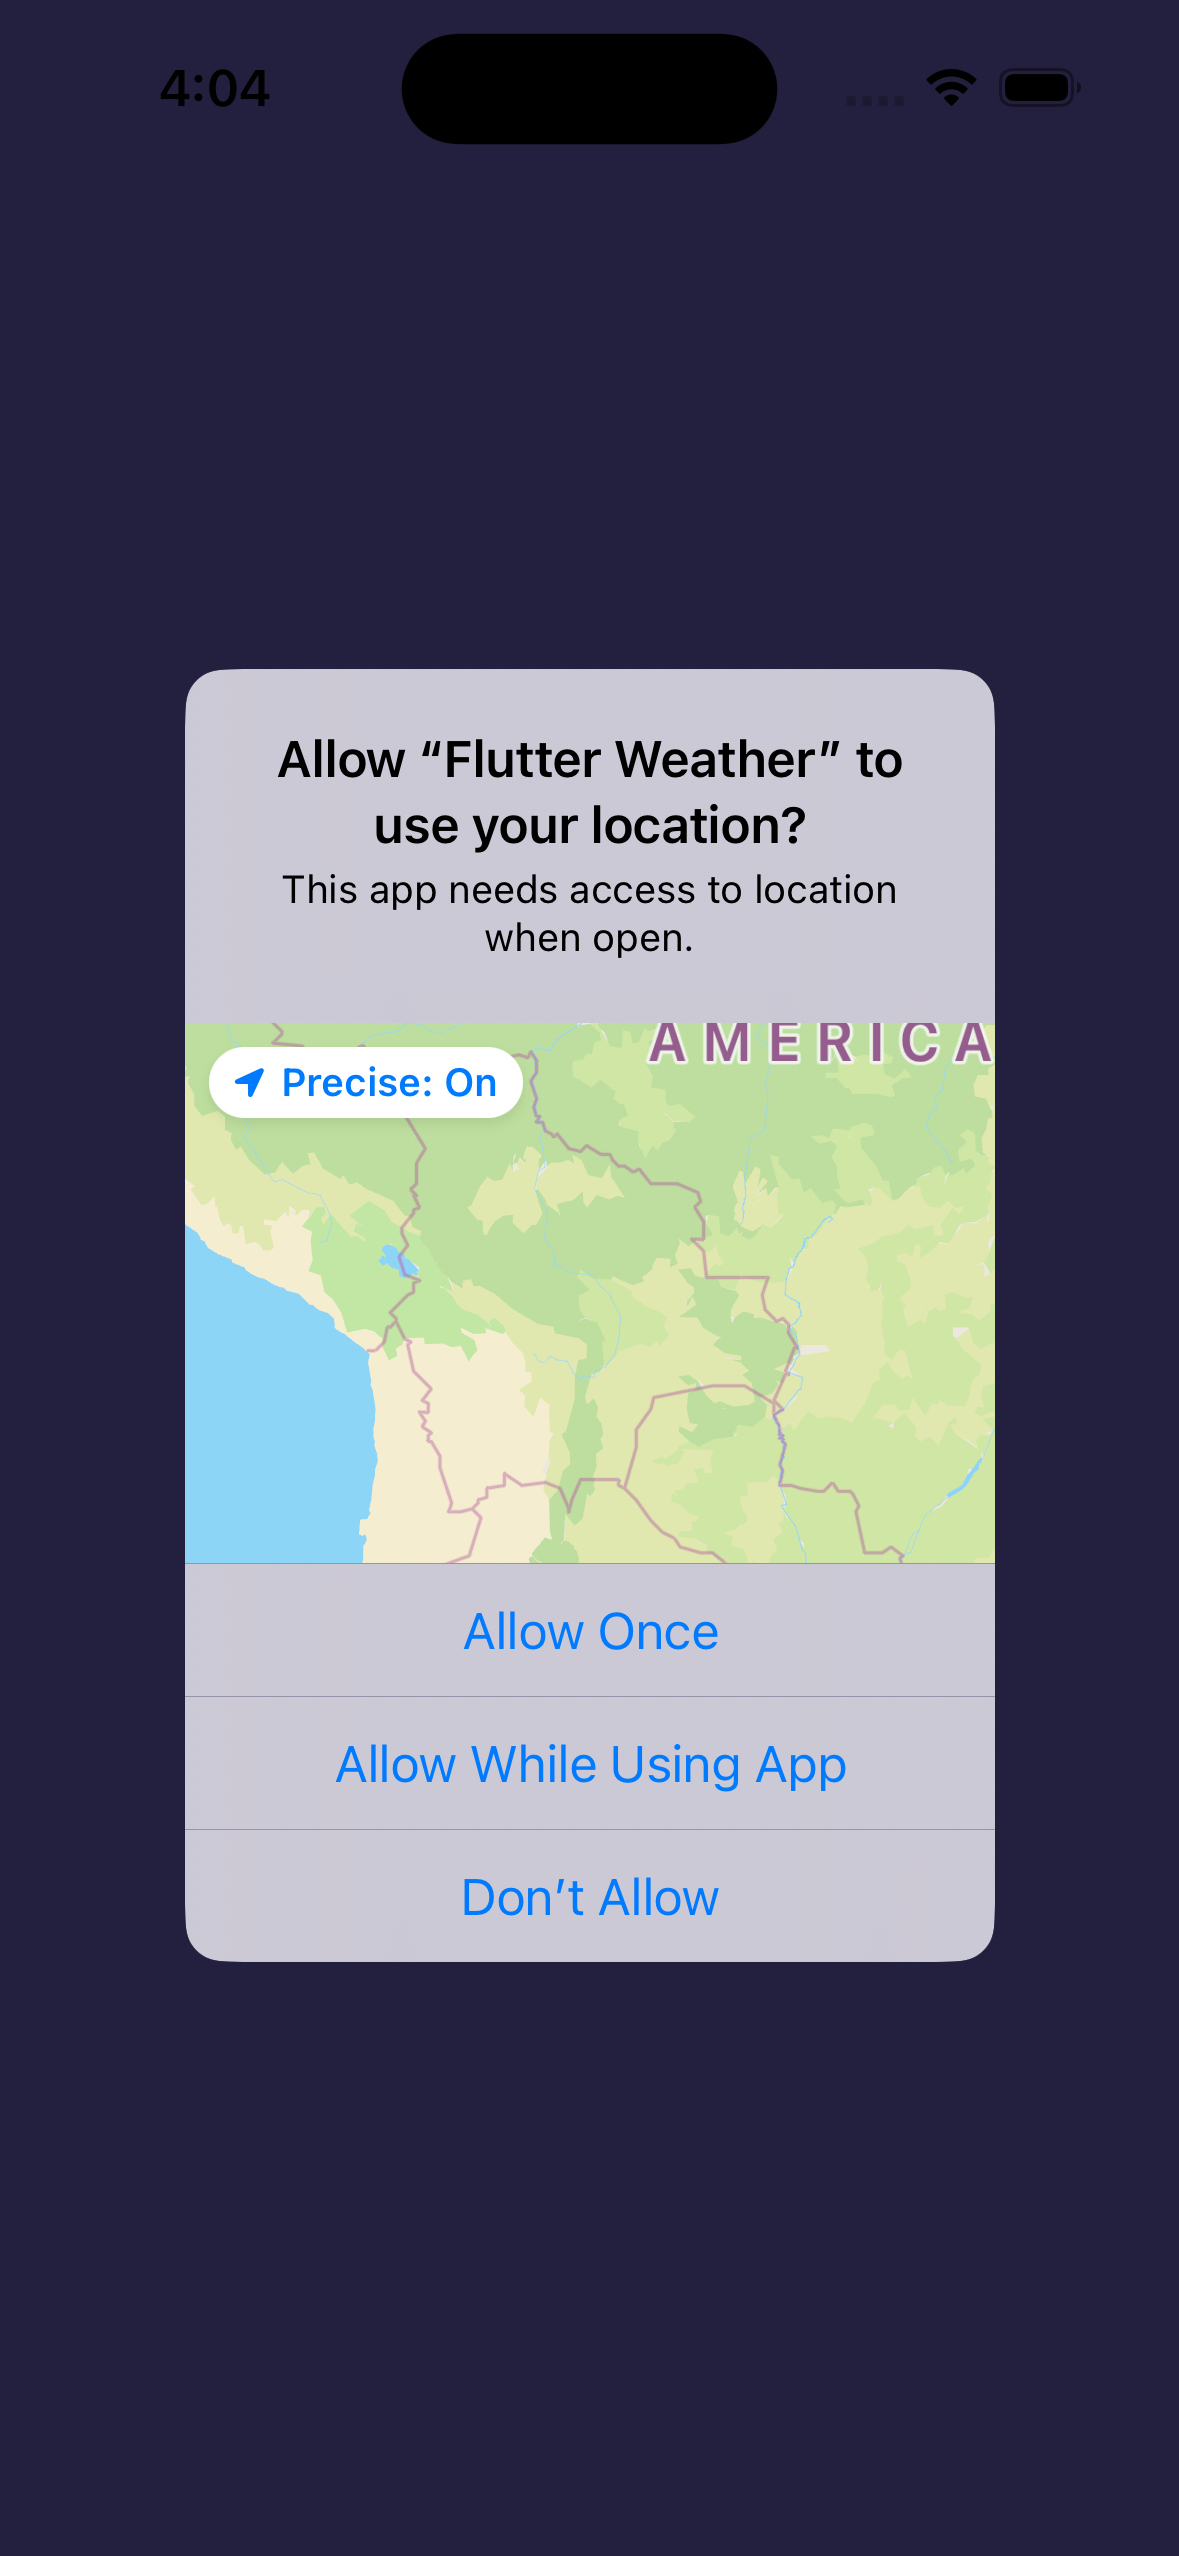 4:04
Allow “Flutter Weather” to
use your location?
This app needs access to location
when open.
AMERICA
Precise: On
Allow Once
Allow While Using App
Don’t Allow